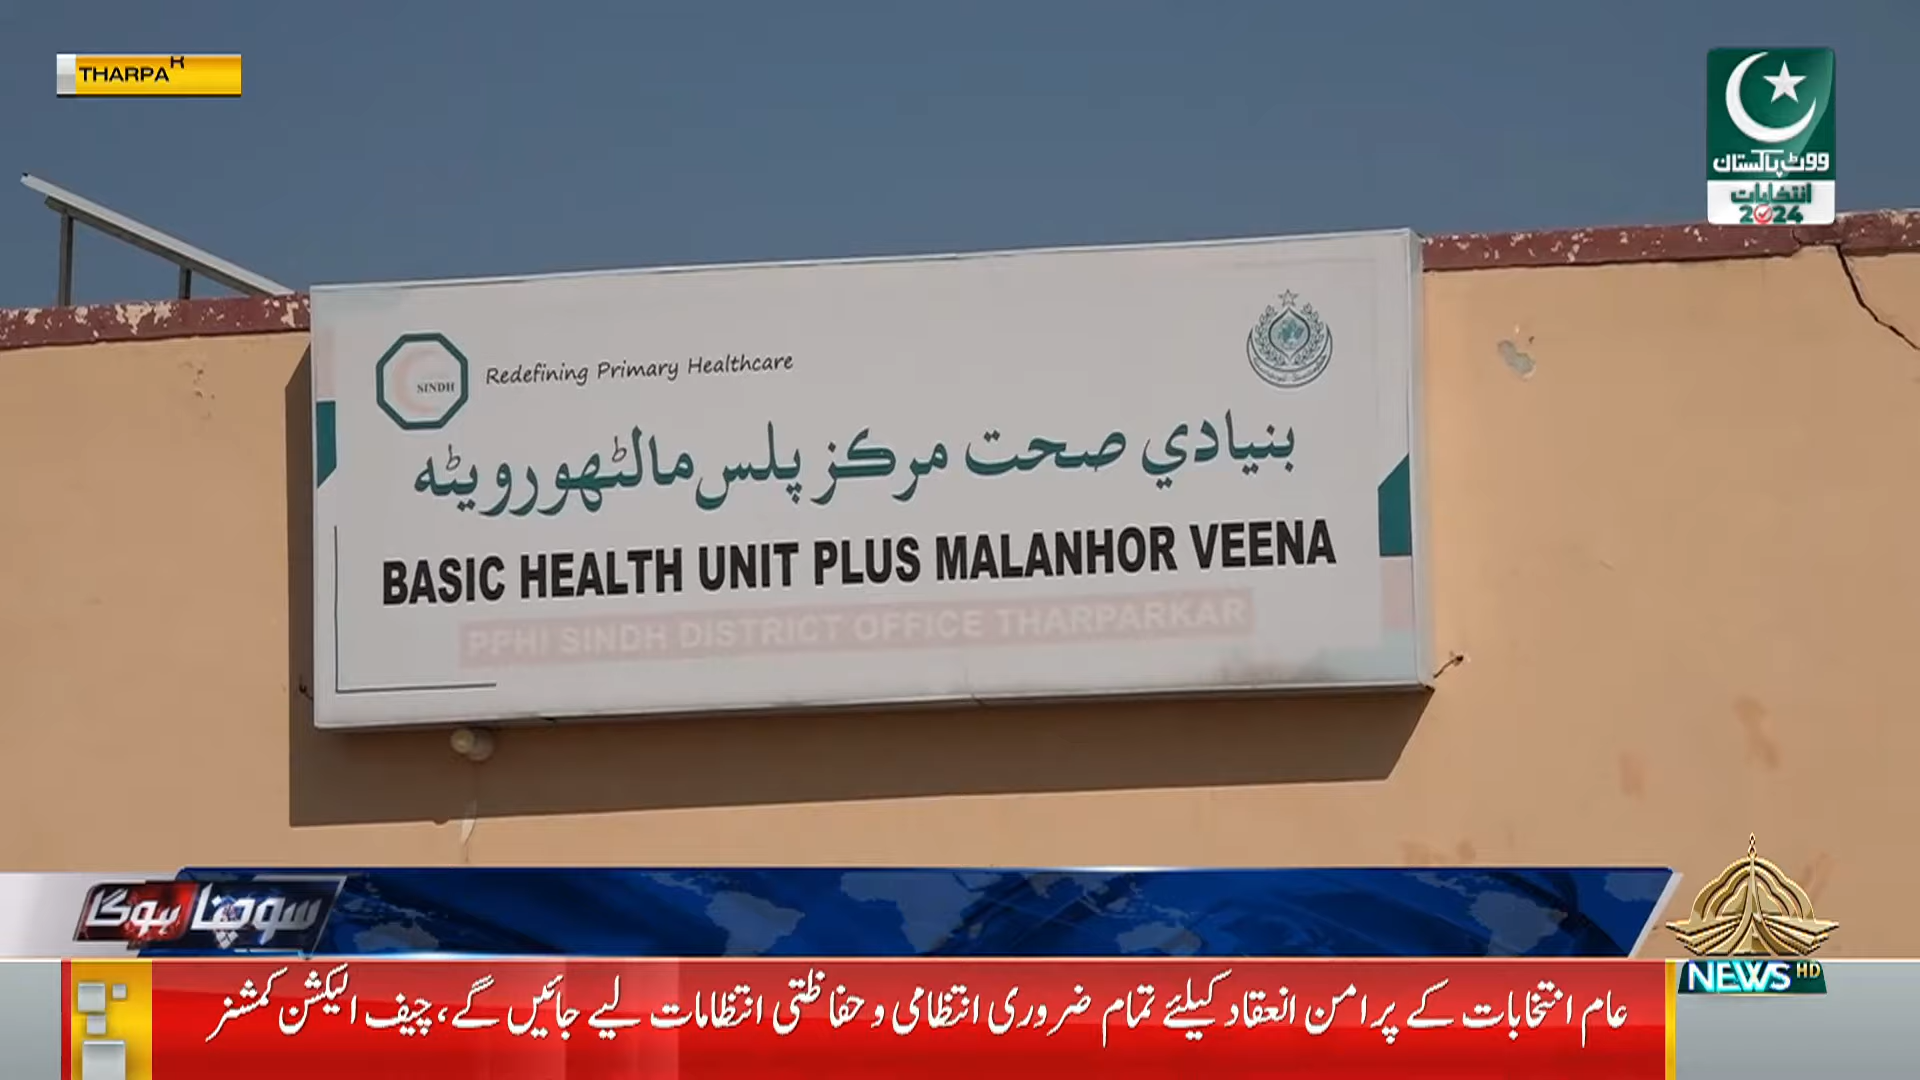 THARPAR
ووٹ پاکستان
انتخابات
2024
SINDH
Redefining Primary Healthcare
بنيادي صحت مرڪز پلس مالٹھور ويٹه
BASIC HEALTH UNIT PLUS MALANHOR VEENA
PPHI SINDH DISTRICT OFFICE THARPARKAR
سوچنا ہوگا
NEWS HD
عام انتخابات کے پرامن انعقاد کیلئے تمام ضروری انتظامی و حفاظتی انتظامات لیے جائیں گے، چیف الیکشن کمشنر